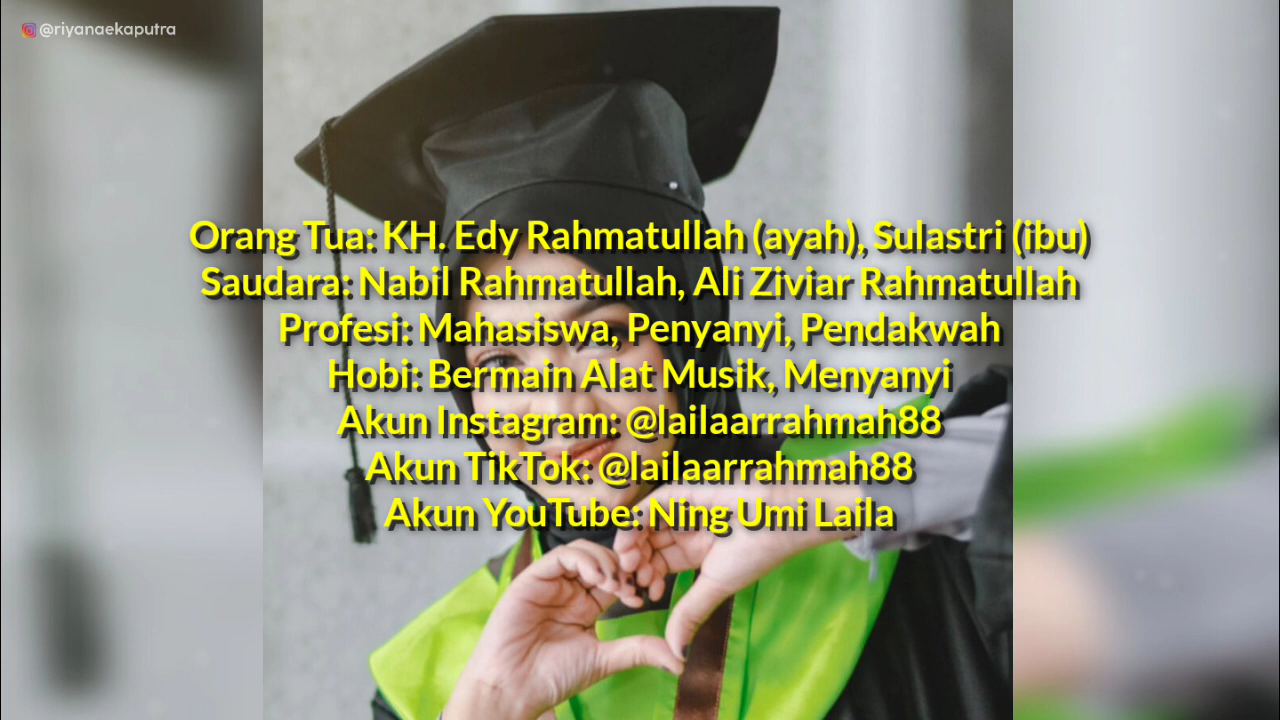 @riyanaekaputra
Orang Tua: KH. Edy Rahmatullah (ayah), Sulastri (ibu)
Saudara: Nabil Rahmatullah, Ali Ziviar Rahmatullah
Profesi: Mahasiswa, Penyanyi, Pendakwah
Hobi: Bermain Alat Musik, Menyanyi
Akun Instagram: @lailaarrahmah88
Akun TikTok: @lailaarrahmah88
Akun YouTube: Ning Umi Laila